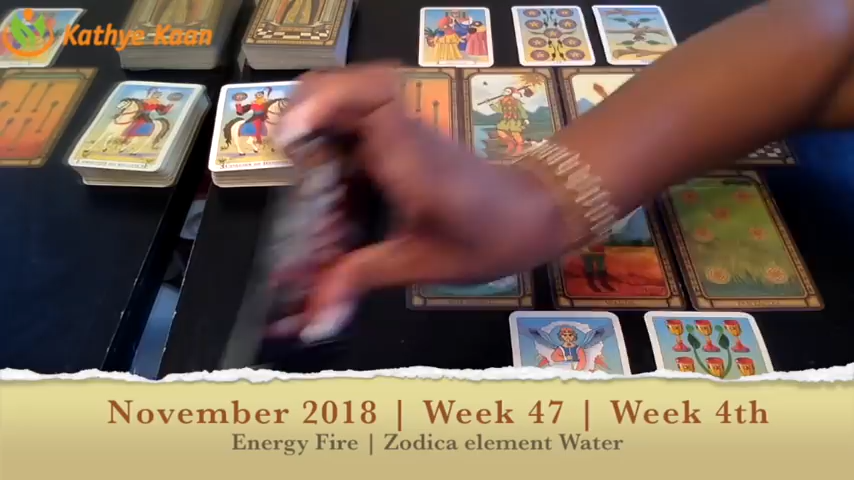 Kathye Kaan
November 2018 | Week 47 | Week 4th
Energy Fire | Zodica element Water